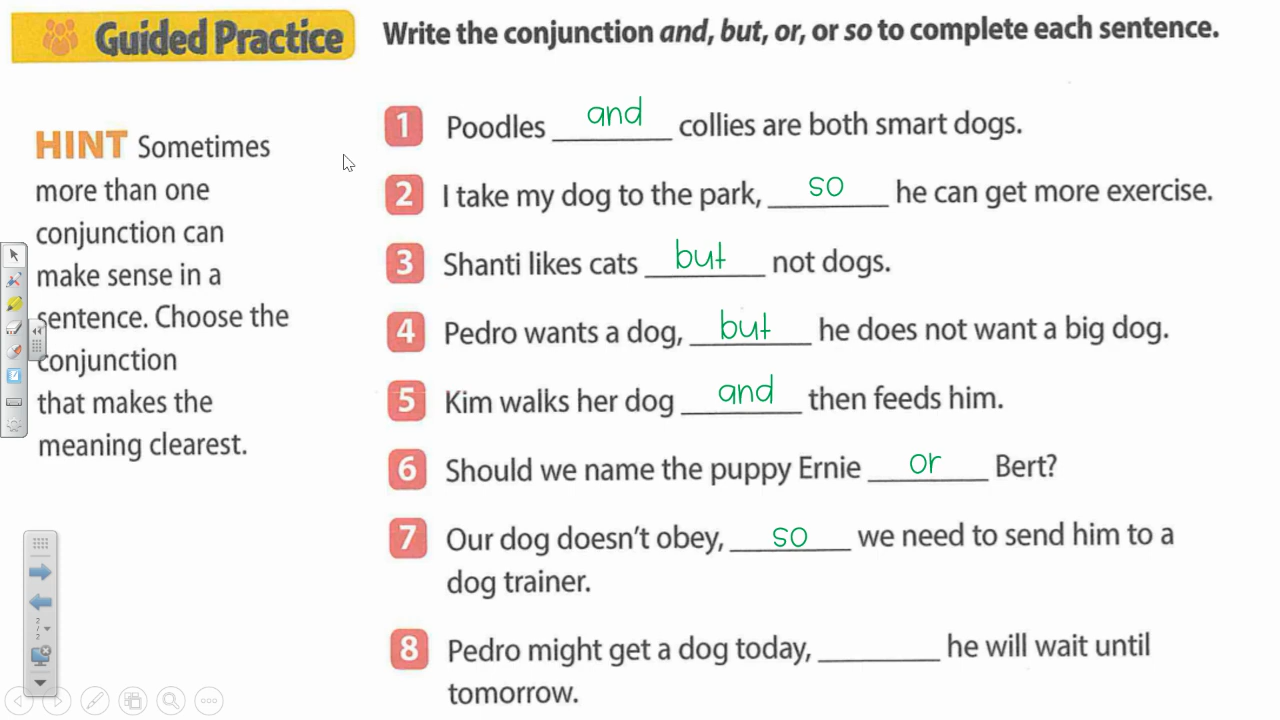 Guided Practice
Write the conjunction and, but, or, or so to complete each sentence.
HINT Sometimes
more than one
conjunction can
make sense in a
sentence. Choose the
conjunction
that makes the
meaning clearest.
1 Poodles and collies are both smart dogs.
2 I take my dog to the park, so he can get more exercise.
3 Shanti likes cats but not dogs.
4 Pedro wants a dog, but he does not want a big dog.
5 Kim walks her dog and then feeds him.
6 Should we name the puppy Ernie or Bert?
7 Our dog doesn't obey, so we need to send him to a
dog trainer.
8 Pedro might get a dog today, ________ he will wait until
tomorrow.
2
/
2